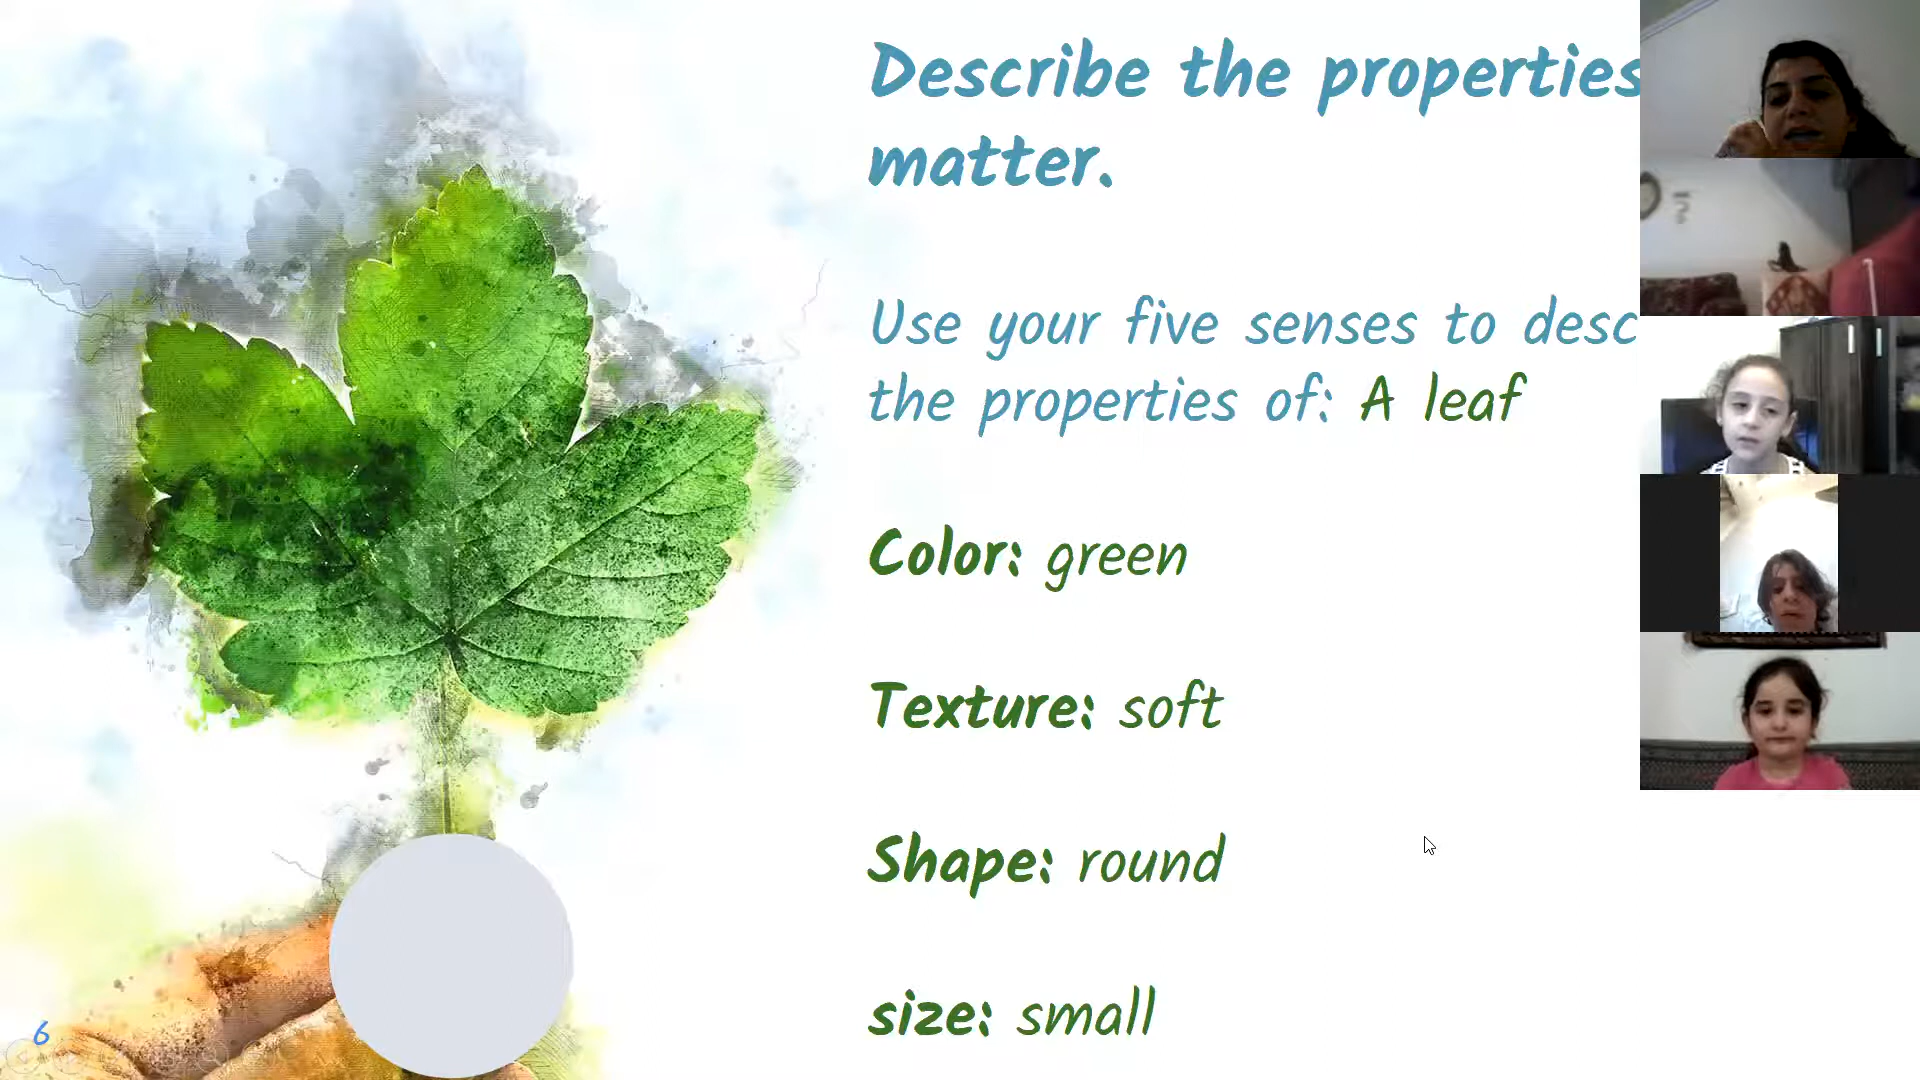 Describe the properties
matter.
Use your five senses to desc
the properties of: A leaf
Color: green
Texture: soft
Shape: round
size: small
6